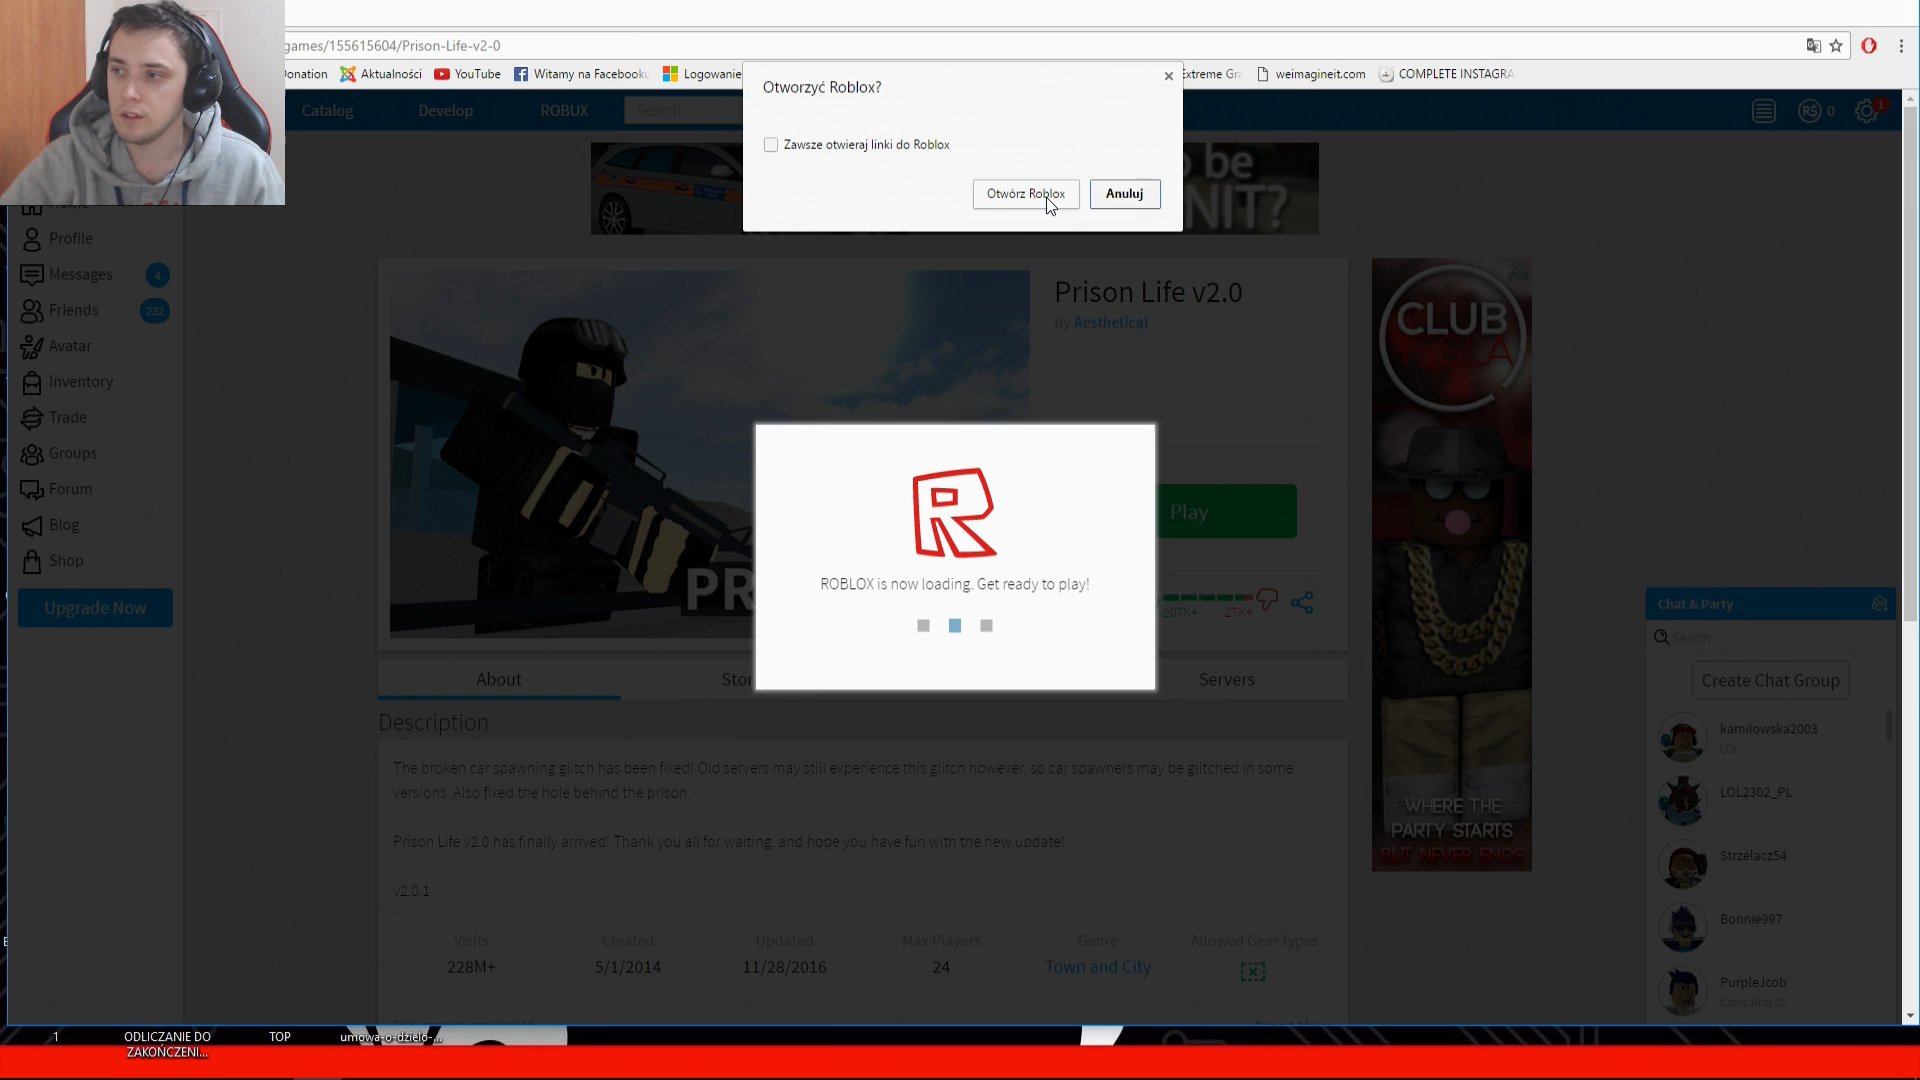 games/155615604/Prison-Life-v2-0
Donation
Aktualności
YouTube
Witamy na Facebooku
Logowanie
weimagineit.com
COMPLETE INSTAGRA
Otworzyć Roblox?
Zawsze otwieraj linki do Roblox
Otwórz Roblox
Anuluj
Catalog
Develop
ROBUX
Search
R$ 0
1
to be
NIT?
Profile
Messages 4
Friends 232
Avatar
Inventory
Trade
Groups
Forum
Blog
Shop
Upgrade Now
Prison Life v2.0
By Aesthetical
PR
Play
207K+
27K+
R
ROBLOX is now loading. Get ready to play!
CLUB
WHERE THE
PARTY STARTS
BUT NEVER ENDS
About
Stor
Servers
Description
The broken car spawning glitch has been fixed! Old servers may still experience this glitch however, so car spawners may be glitched in some
versions. Also fixed the hole behind the prison.
Prison Life v2.0 has finally arrived! Thank you all for waiting, and hope you have fun with the new update!
v2.0.1
Visits
228M+
Created
5/1/2014
Updated
11/28/2016
Max Players
24
Genre
Town and City
Allowed Gear types
Chat & Party
Search
Create Chat Group
kamilowska2003
LOL2302_PL
Strzelacz54
Bonnie997
PurpleJcob
1
ODLICZANIE DO
ZAKOŃCZENI...
TOP
umowa-o-dzielo-...